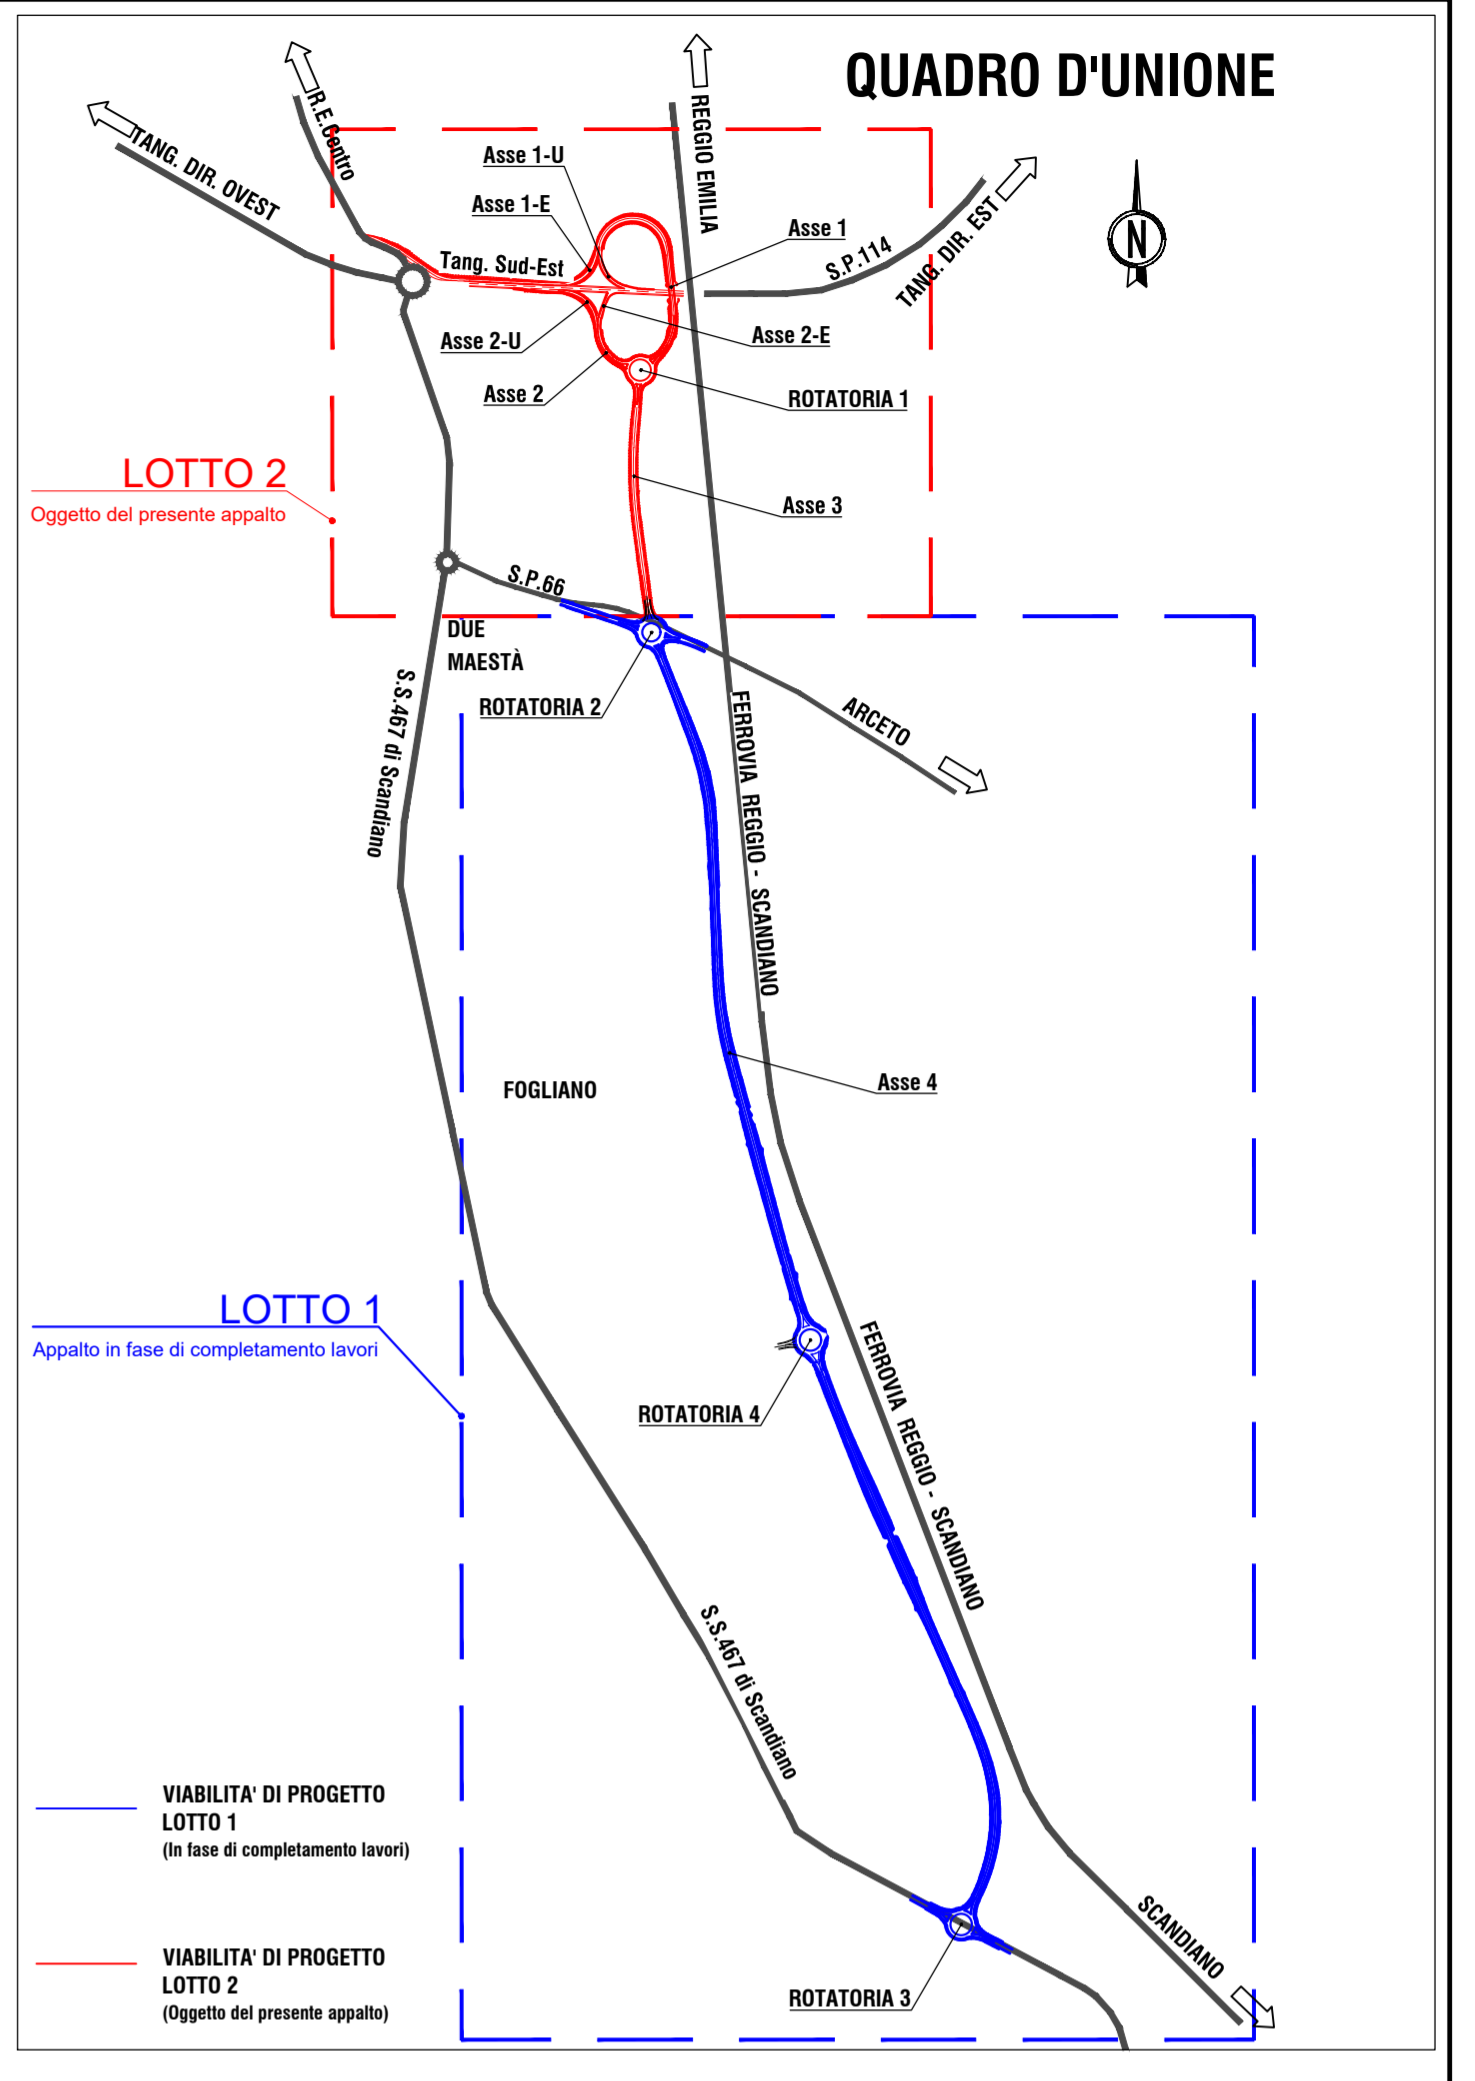 QUADRO D'UNIONE
R.E.Centro
TANG. DIR. OVEST
REGGIO EMILIA
Asse 1-U
Asse 1-E
Asse 1
Tang. Sud-Est
S.P.114
TANG. DIR. EST
N
Asse 2-U
Asse 2-E
Asse 2
ROTATORIA 1
LOTTO 2
Oggetto del presente appalto
Asse 3
S.P.66
DUE
MAESTÀ
S.S.467 di Scandiano
ROTATORIA 2
ARCETO
FERROVIA REGGIO - SCANDIANO
FOGLIANO
Asse 4
LOTTO 1
Appalto in fase di completamento lavori
ROTATORIA 4
FERROVIA REGGIO - SCANDIANO
S.S.467 di Scandiano
VIABILITA' DI PROGETTO
LOTTO 1
(In fase di completamento lavori)
SCANDIANO
VIABILITA' DI PROGETTO
LOTTO 2
(Oggetto del presente appalto)
ROTATORIA 3